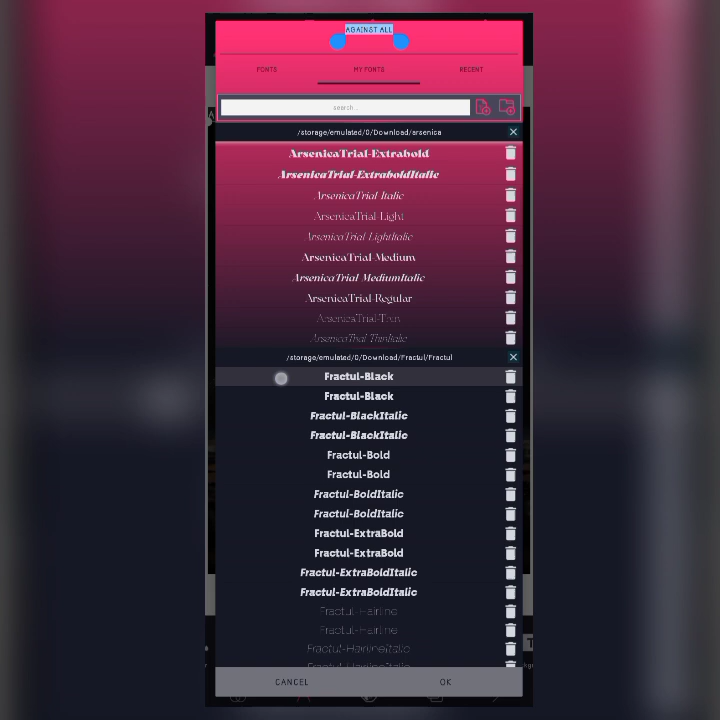 AGAINST ALL
FONTS MY FONTS RECENT
search...
/storage/emulated/0/Download/arsenica
ArsenicaTrial-Extrabold
ArsenicaTrial-ExtraboldItalic
ArsenicaTrial-Italic
ArsenicaTrial-Light
ArsenicaTrial-LightItalic
ArsenicaTrial-Medium
ArsenicaTrial-MediumItalic
ArsenicaTrial-Regular
ArsenicaTrial-Thin
ArsenicaTrial-ThinItalic
/storage/emulated/0/Download/Fractul/Fractul
Fractul-Black
Fractul-Black
Fractul-BlackItalic
Fractul-BlackItalic
Fractul-Bold
Fractul-Bold
Fractul-BoldItalic
Fractul-BoldItalic
Fractul-ExtraBold
Fractul-ExtraBold
Fractul-ExtraBoldItalic
Fractul-ExtraBoldItalic
Fractul-Hairline
Fractul-Hairline
Fractul-HairlineItalic
Fractul-HairlineItalic
CANCEL OK